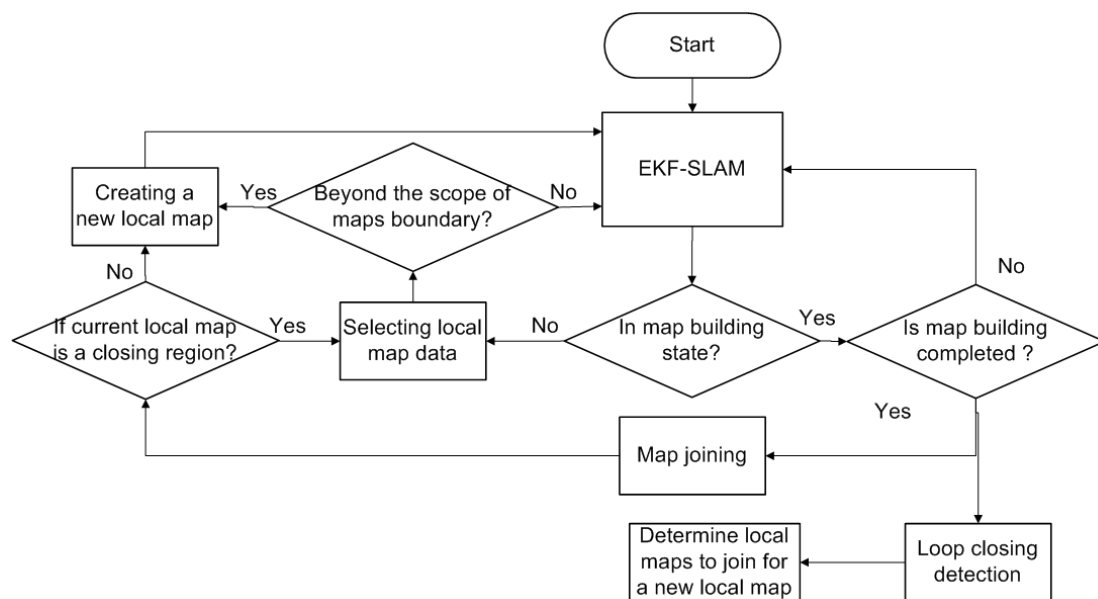 Start
EKF-SLAM
Creating a
new local map
Yes
Beyond the scope of
maps boundary?
No
No
No
If current local map
is a closing region?
Yes
Selecting local
map data
No
In map building
state?
Yes
Is map building
completed ?
Yes
Map joining
Determine local
maps to join for
a new local map
Loop closing
detection